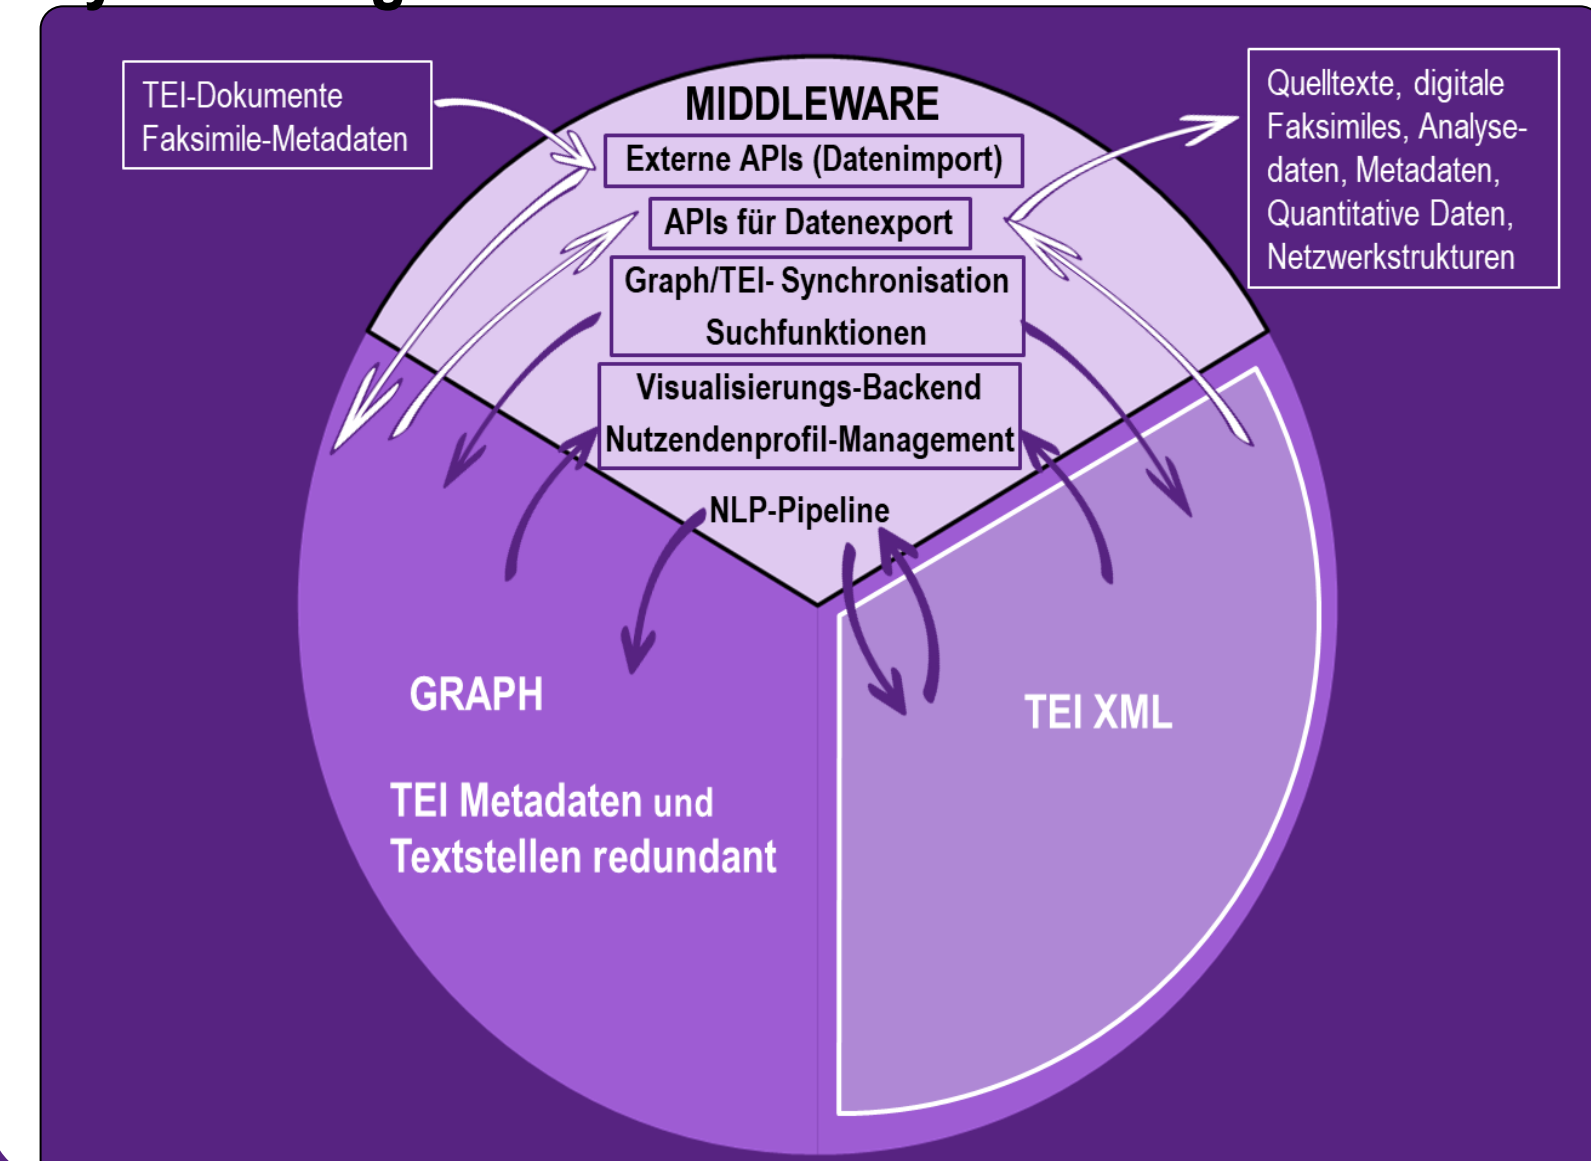 TEI-Dokumente
Faksimile-Metadaten
MIDDLEWARE
Externe APIs (Datenimport)
APIs für Datenexport
Graph/TEI- Synchronisation
Suchfunktionen
Visualisierungs-Backend
Nutzendenprofil-Management
NLP-Pipeline
Quelltexte, digitale
Faksimiles, Analyse-
daten, Metadaten,
Quantitative Daten,
Netzwerkstrukturen
GRAPH
TEI Metadaten und
Textstellen redundant
TEI XML